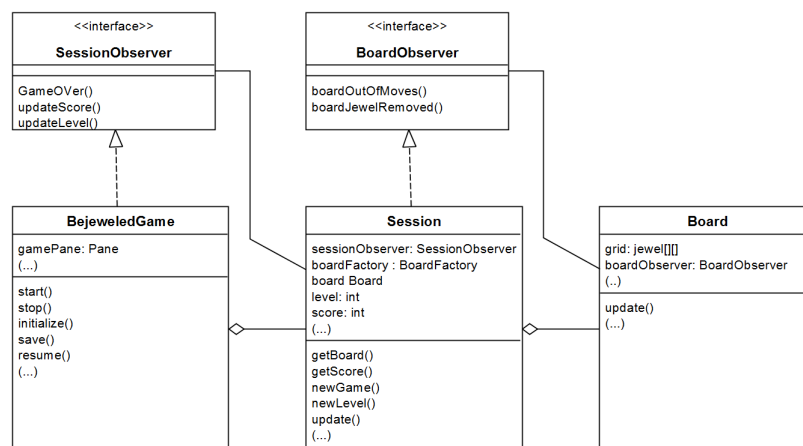 <<interface>>
SessionObserver
GameOVer()
updateScore()
updateLevel()
<<interface>>
BoardObserver
boardOutOfMoves()
boardJewelRemoved()
BejeweledGame
gamePane: Pane
(...)
start()
stop()
initialize()
save()
resume()
(...)
Session
sessionObserver: SessionObserver
boardFactory : BoardFactory
board Board
level: int
score: int
(...)
getBoard()
getScore()
newGame()
newLevel()
update()
(...)
Board
grid: jewel[][]
boardObserver: BoardObserver
(..)
update()
(...)